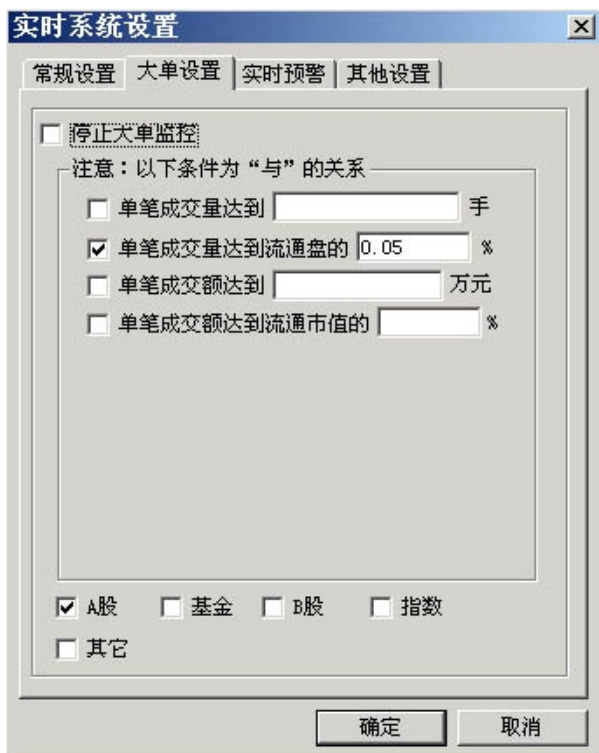 实时系统设置
常规设置 大单设置 实时预警 其他设置
停止大单监控
注意：以下条件为“与”的关系
单笔成交量达到 手
单笔成交量达到流通盘的 0.05 %
单笔成交额达到 万元
单笔成交额达到流通市值的 %
A股 基金 B股 指数
其它
确定 取消